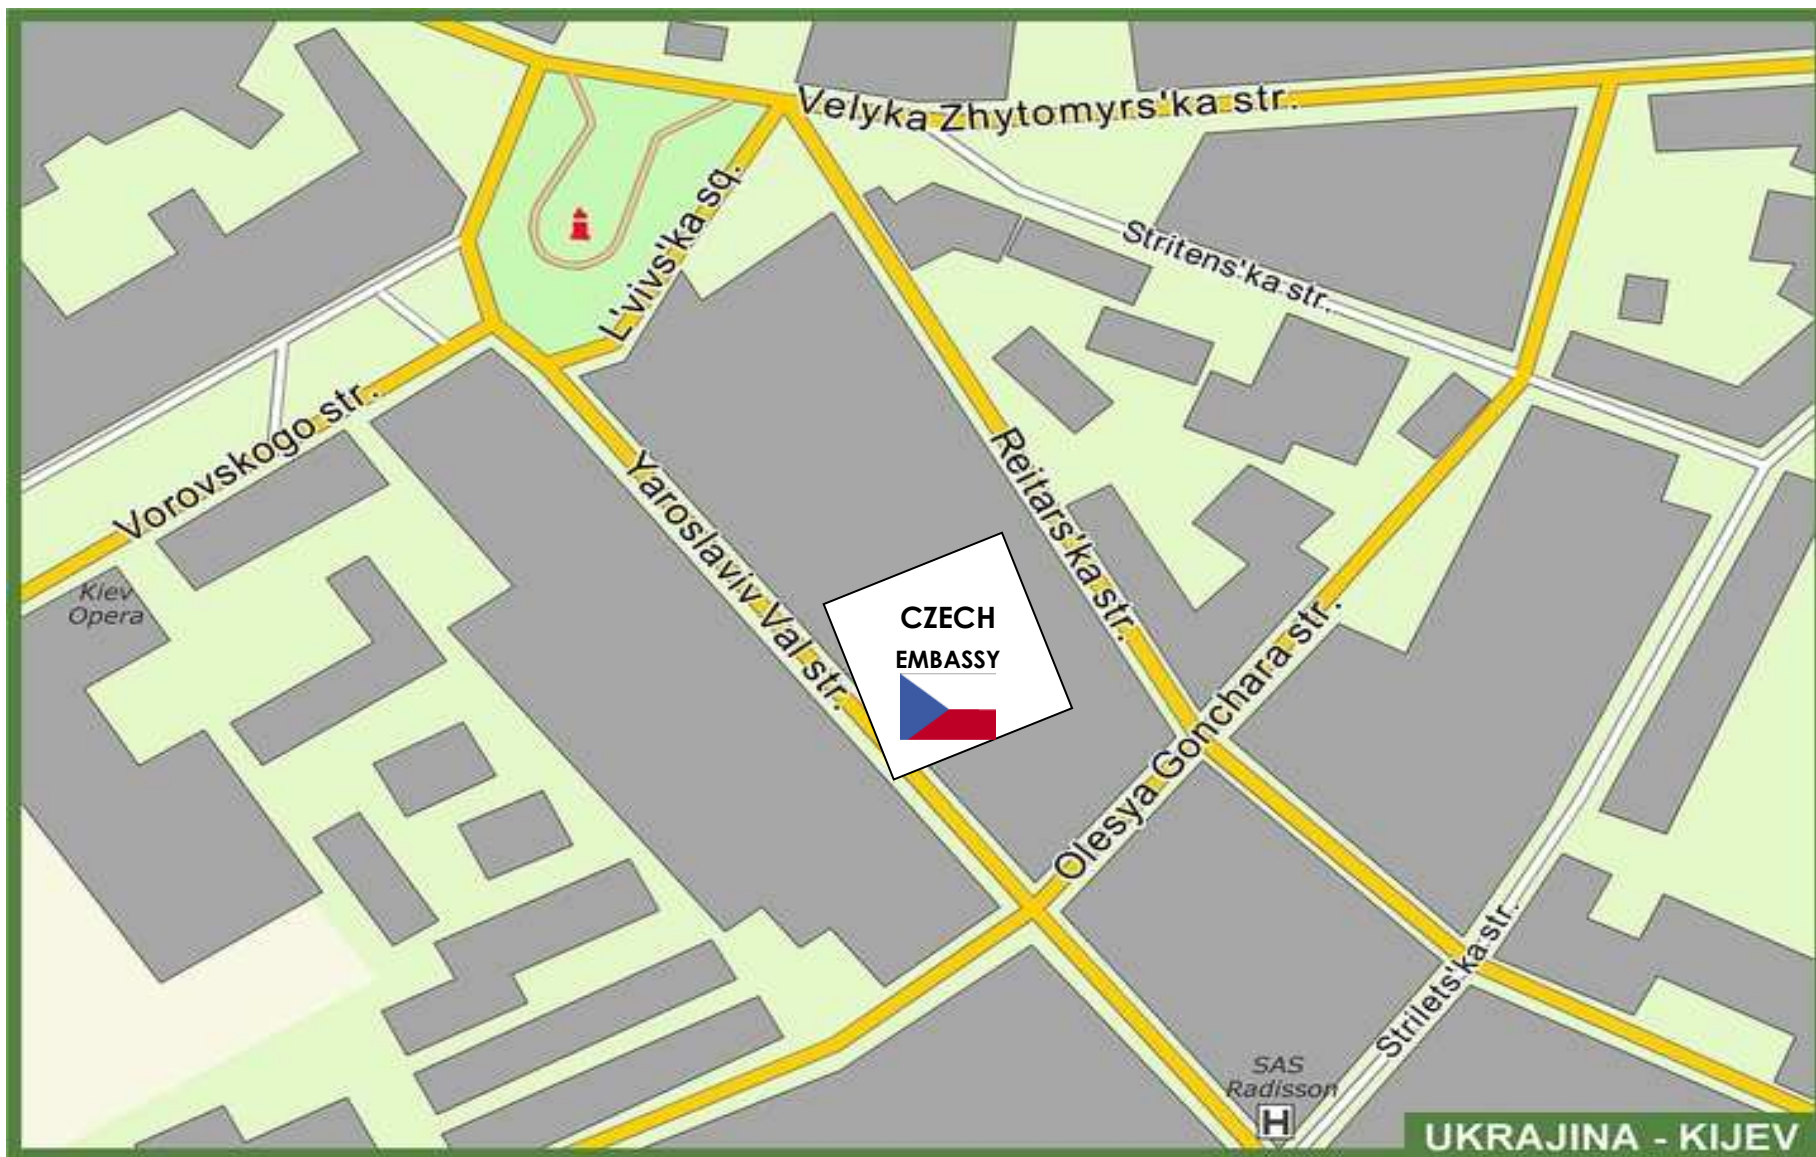 Velyka Zhytomyrs'ka str.
L'vivs'ka sq.
Stritens'ka str.
Vorovskogo str.
Yaroslaviv Val str.
Reitars'ka str.
Kiev
Opera
CZECH
EMBASSY
Olesya Gonchara str.
Strilets'ka str.
SAS
Radisson
H
UKRAJINA - KIJEV